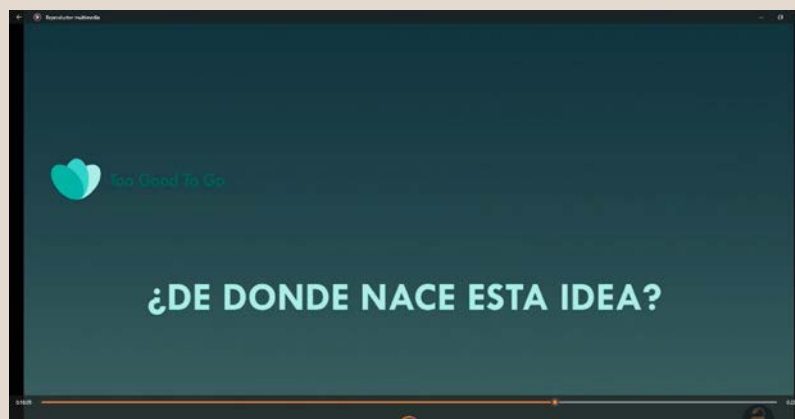 Reproductor multimedia
Too Good To Go
¿DE DONDE NACE ESTA IDEA?